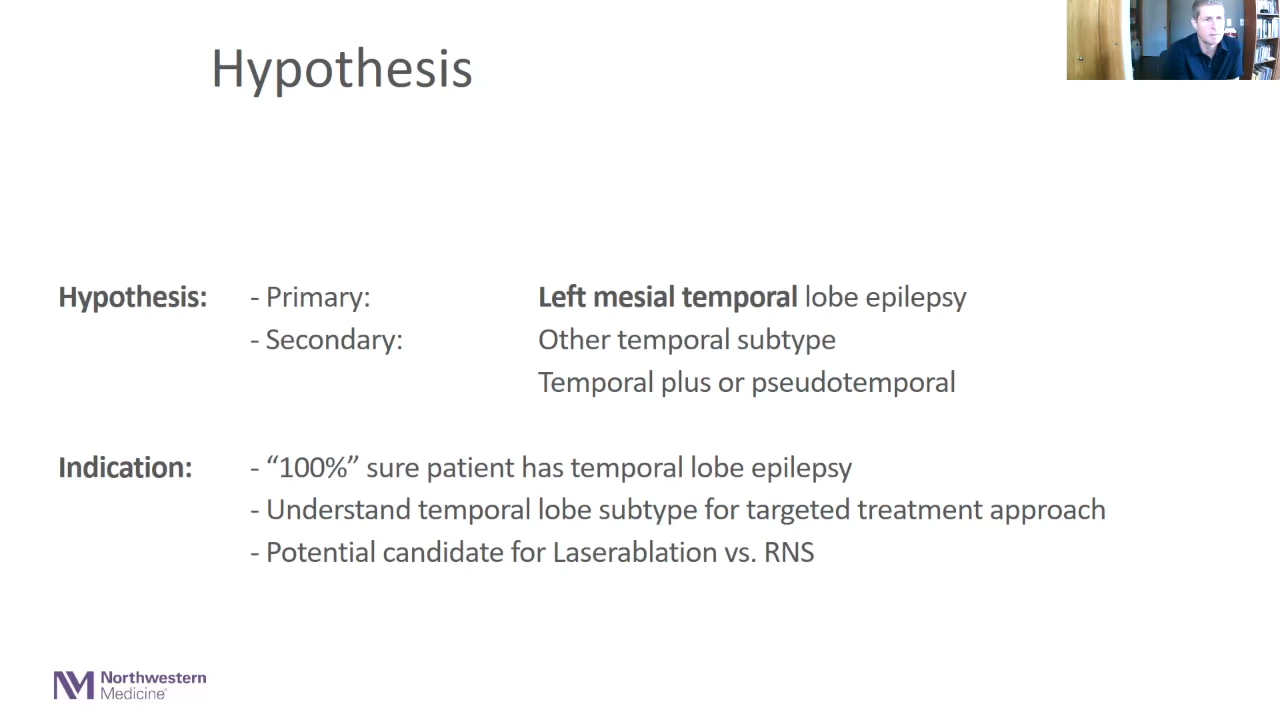 Hypothesis
Hypothesis: - Primary: Left mesial temporal lobe epilepsy
- Secondary: Other temporal subtype
Temporal plus or pseudotemporal
Indication: - “100%” sure patient has temporal lobe epilepsy
- Understand temporal lobe subtype for targeted treatment approach
- Potential candidate for Laserablation vs. RNS
NM Northwestern
Medicine®